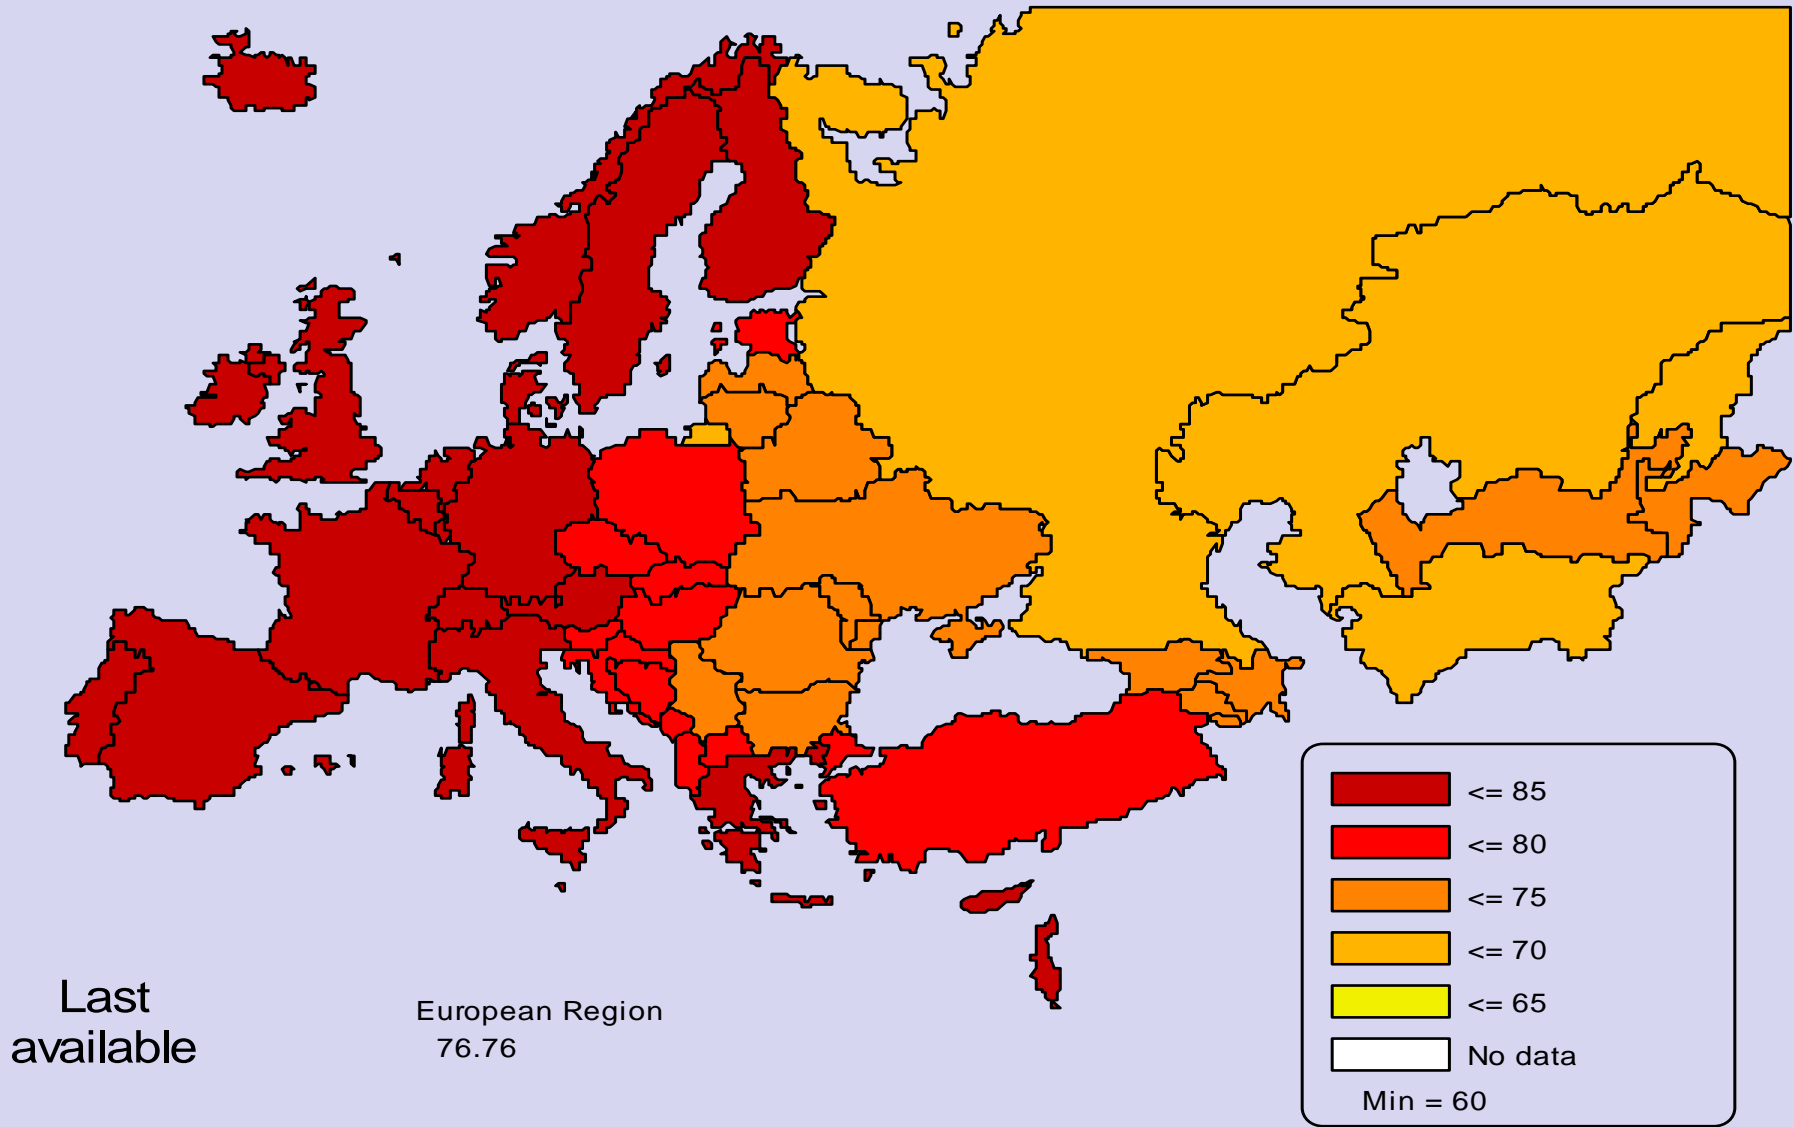 <= 85
<= 80
<= 75
<= 70
<= 65
No data
Min = 60
Last
available
European Region
76.76